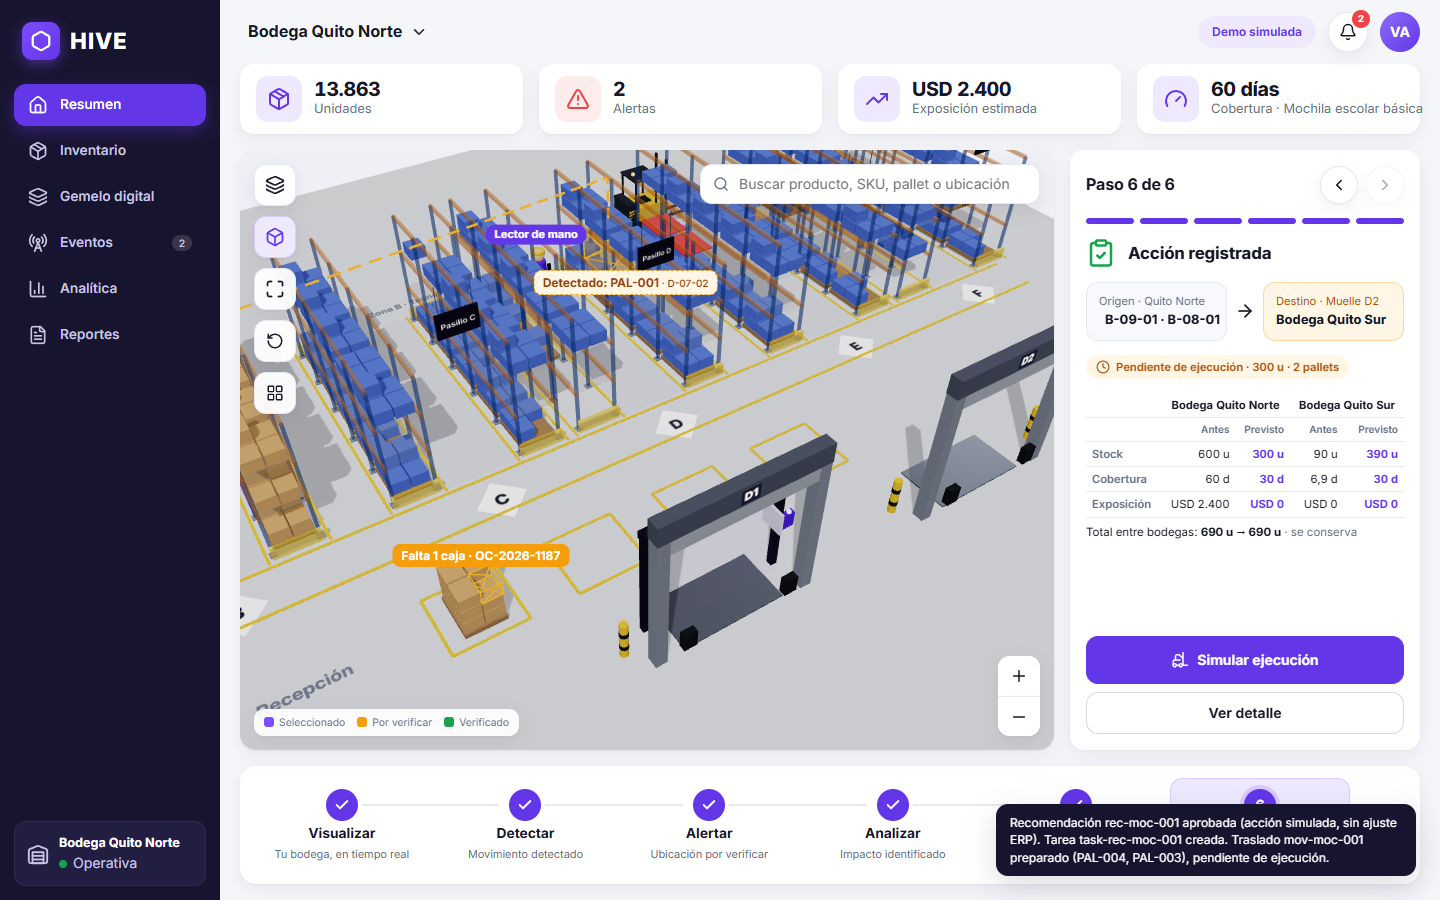 HIVE
Resumen
Inventario
Gemelo digital
Eventos
2
Analítica
Reportes
Bodega Quito Norte
Operativa
Bodega Quito Norte
Demo simulada
2
VA
13.863
Unidades
2
Alertas
USD 2.400
Exposición estimada
60 días
Cobertura · Mochila escolar básica
Buscar producto, SKU, pallet o ubicación
Lector de mano
Pasillo D
Detectado: PAL-001 · D-07-02
Pasillo C
F
E
D
C
D2
D1
Falta 1 caja · OC-2026-1187
Recepción
Seleccionado
Por verificar
Verificado
Paso 6 de 6
Acción registrada
Origen · Quito Norte
B-09-01 · B-08-01
Destino · Muelle D2
Bodega Quito Sur
Pendiente de ejecución · 300 u · 2 pallets
Bodega Quito Norte Bodega Quito Sur
Antes Previsto Antes Previsto
Stock 600 u 300 u 90 u 390 u
Cobertura 60 d 30 d 6,9 d 30 d
Exposición USD 2.400 USD 0 USD 0 USD 0
Total entre bodegas: 690 u → 690 u · se conserva
Simular ejecución
Ver detalle
Visualizar
Tu bodega, en tiempo real
Detectar
Movimiento detectado
Alertar
Ubicación por verificar
Analizar
Impacto identificado
Recomendación rec-moc-001 aprobada (acción simulada, sin ajuste
ERP). Tarea task-rec-moc-001 creada. Traslado mov-moc-001
preparado (PAL-004, PAL-003), pendiente de ejecución.